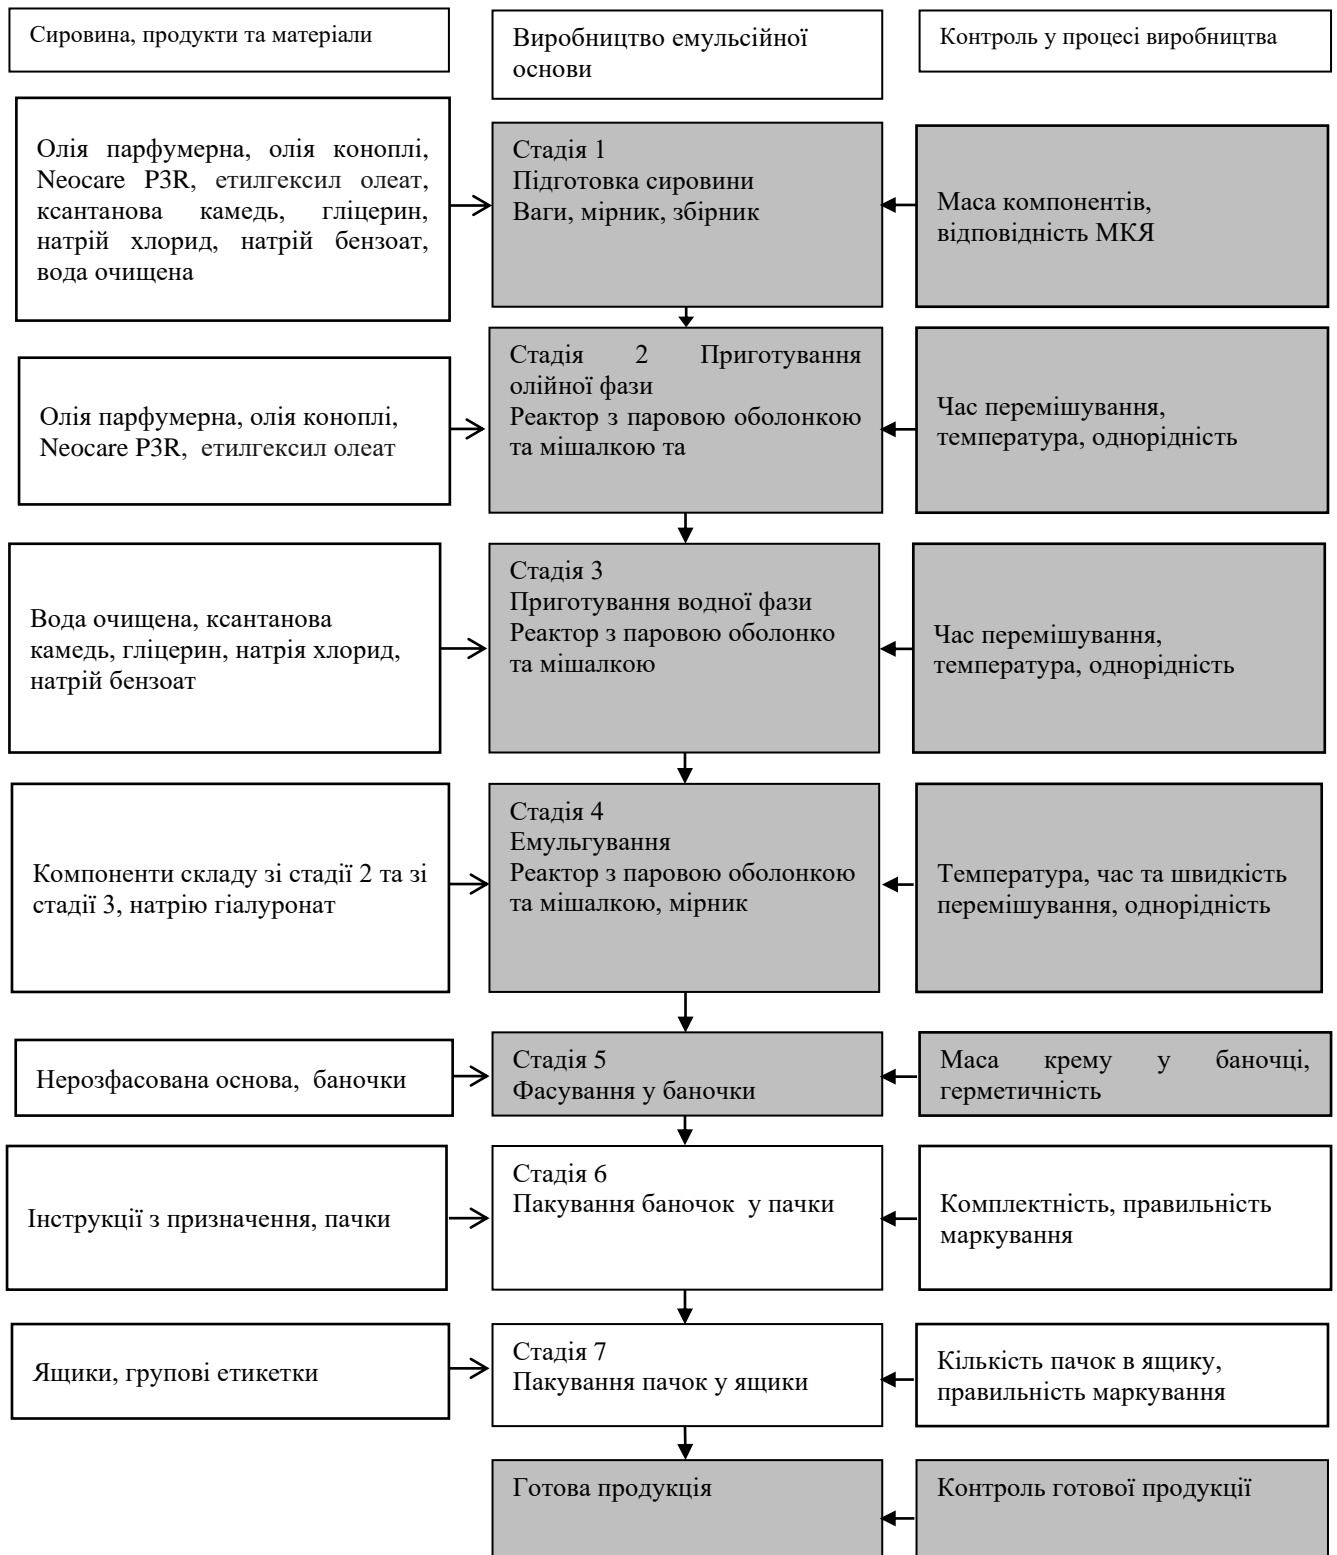 Сировина, продукти та матеріали
Виробництво емульсійної
основи
Контроль у процесі виробництва
Олія парфумерна, олія коноплі,
Neocare P3R, етилгексил олеат,
ксантанова камедь, гліцерин,
натрій хлорид, натрій бензоат,
вода очищена
Стадія 1
Підготовка сировини
Ваги, мірник, збірник
Маса компонентів,
відповідність МКЯ
Олія парфумерна, олія коноплі,
Neocare P3R, етилгексил олеат
Стадія 2 Приготування
олійної фази
Реактор з паровою оболонкою
та мішалкою та
Час перемішування,
температура, однорідність
Вода очищена, ксантанова
камедь, гліцерин, натрія хлорид,
натрій бензоат
Стадія 3
Приготування водної фази
Реактор з паровою оболонко
та мішалкою
Час перемішування,
температура, однорідність
Компоненти складу зі стадії 2 та зі
стадії 3, натрію гіалуронат
Стадія 4
Емульгування
Реактор з паровою оболонкою
та мішалкою, мірник
Температура, час та швидкість
перемішування, однорідність
Нерозфасована основа, баночки
Стадія 5
Фасування у баночки
Маса крему у баночці,
герметичність
Інструкції з призначення, пачки
Стадія 6
Пакування баночок у пачки
Комплектність, правильність
маркування
Ящики, групові етикетки
Стадія 7
Пакування пачок у ящики
Кількість пачок в ящику,
правильність маркування
Готова продукція
Контроль готової продукції